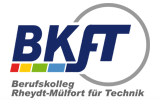 BKfT
Berufskolleg
Rheydt-Mülfort für Technik